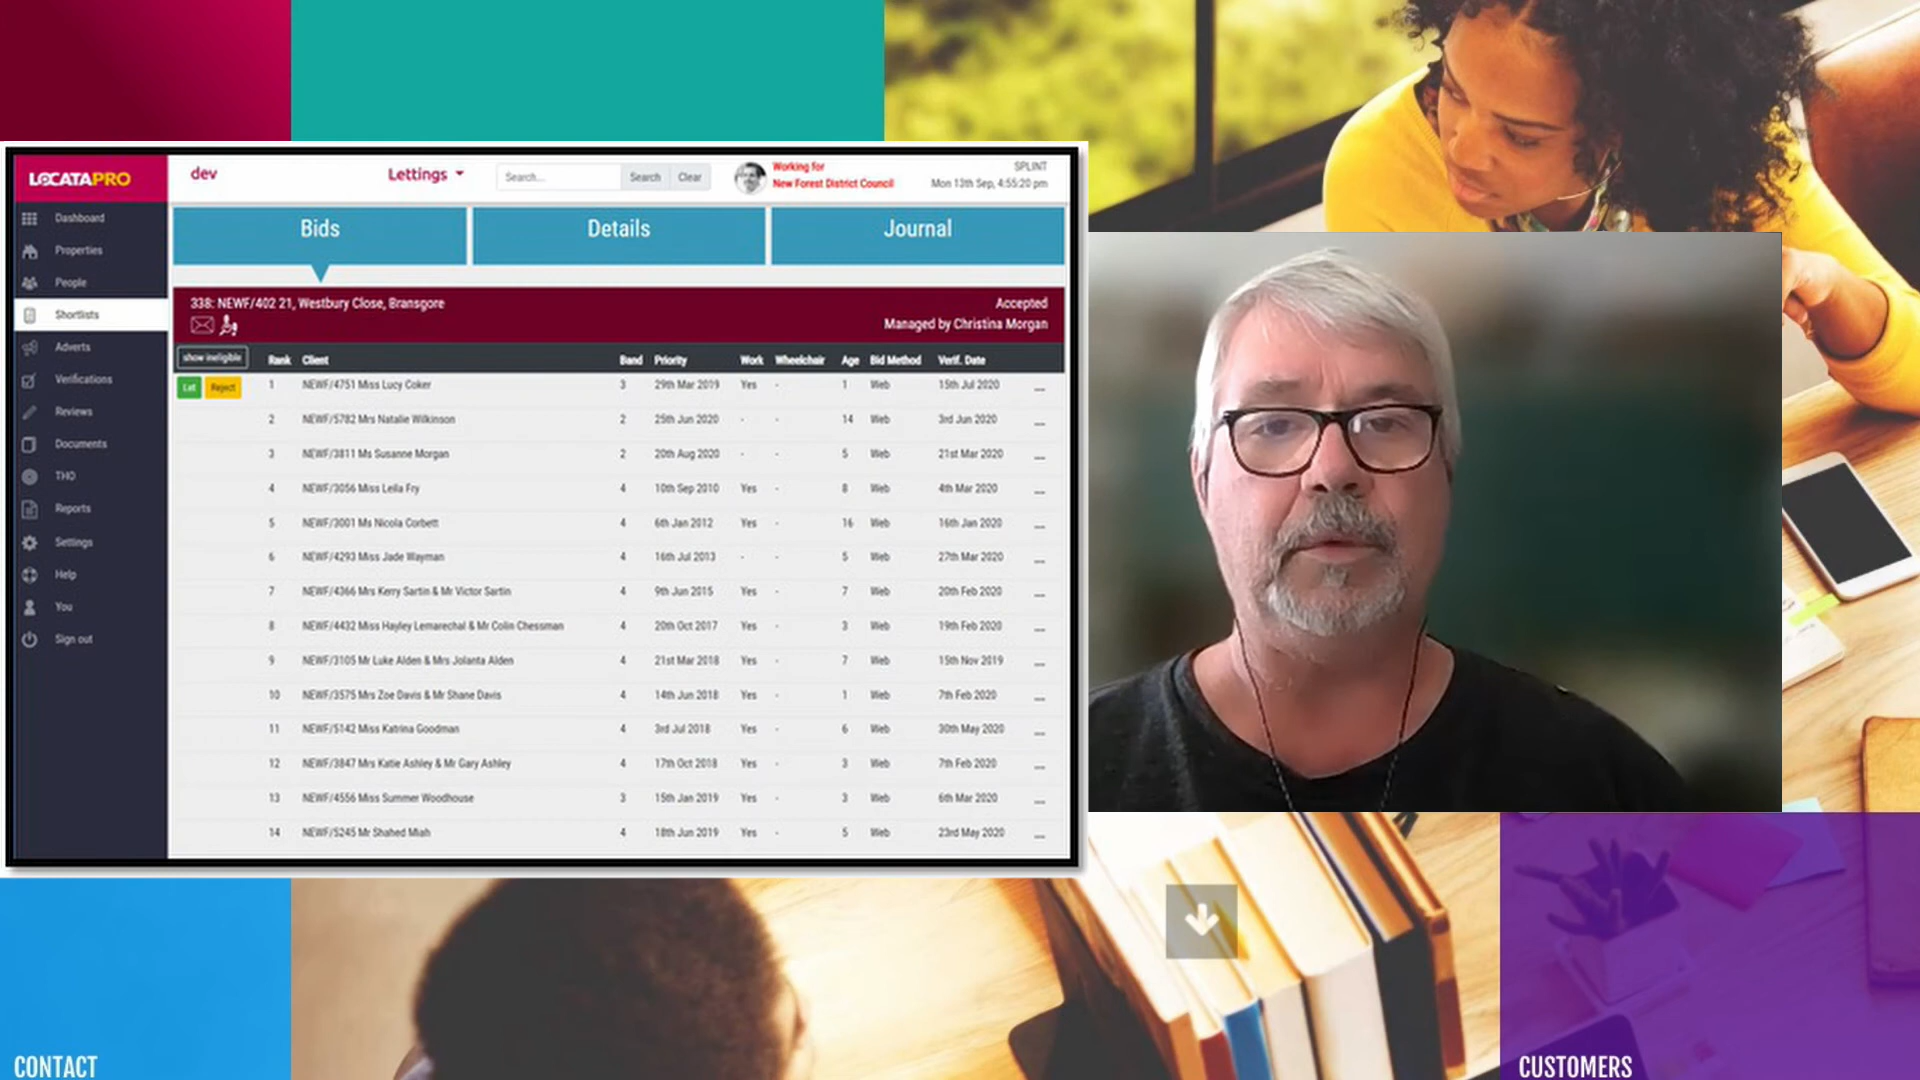 LOCATAPRO
dev
Lettings
Search...
Search
Clear
Working for
New Forest District Council
SPLINT
Mon 13th Sep, 4:55:20 pm
Dashboard
Properties
People
Shortlists
Adverts
Verifications
Reviews
Documents
THO
Reports
Settings
Help
You
Sign out
Bids
Details
Journal
338: NEWF/402 21, Westbury Close, Bransgore
Accepted
Managed by Christina Morgan
show ineligible
Rank Client Band Priority Work Wheelchair Age Bid Method Verif. Date
Let Reject 1 NEWF/4751 Miss Lucy Coker 3 29th Mar 2019 Yes - 1 Web 15th Jul 2020 ...
2 NEWF/5782 Mrs Natalie Wilkinson 2 25th Jun 2020 - - 14 Web 3rd Jun 2020 ...
3 NEWF/3811 Ms Susanne Morgan 2 20th Aug 2020 - - 5 Web 21st Mar 2020 ...
4 NEWF/3056 Miss Leila Fry 4 10th Sep 2010 Yes - 8 Web 4th Mar 2020 ...
5 NEWF/3001 Ms Nicola Corbett 4 6th Jan 2012 Yes - 16 Web 16th Jan 2020 ...
6 NEWF/4293 Miss Jade Wayman 4 16th Jul 2013 - - 5 Web 27th Mar 2020 ...
7 NEWF/4366 Mrs Kerry Sartin & Mr Victor Sartin 4 9th Jun 2015 Yes - 7 Web 20th Feb 2020 ...
8 NEWF/4432 Miss Hayley Lemarechal & Mr Colin Chessman 4 20th Oct 2017 Yes - 3 Web 19th Feb 2020 ...
9 NEWF/3105 Mr Luke Alden & Mrs Jolanta Alden 4 21st Mar 2018 Yes - 7 Web 15th Nov 2019 ...
10 NEWF/3575 Mrs Zoe Davis & Mr Shane Davis 4 14th Jun 2018 Yes - 1 Web 7th Feb 2020 ...
11 NEWF/5142 Miss Katrina Goodman 4 3rd Jul 2018 Yes - 6 Web 30th May 2020 ...
12 NEWF/3847 Mrs Katie Ashley & Mr Gary Ashley 4 17th Oct 2018 Yes - 3 Web 7th Feb 2020 ...
13 NEWF/4556 Miss Summer Woodhouse 3 15th Jan 2019 Yes - 3 Web 6th Mar 2020 ...
14 NEWF/5245 Mr Shahed Miah 4 18th Jun 2019 Yes - 5 Web 23rd May 2020 ...
CONTACT
CUSTOMERS